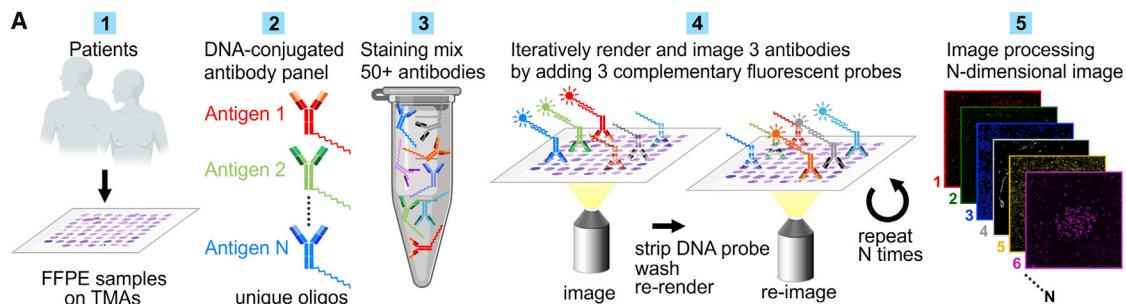 A
1
Patients
FFPE samples
on TMAs
2
DNA-conjugated
antibody panel
Antigen 1
Antigen 2
Antigen N
unique oligos
3
Staining mix
50+ antibodies
4
Iteratively render and image 3 antibodies
by adding 3 complementary fluorescent probes
image
strip DNA probe
wash
re-render
re-image
repeat
N times
5
Image processing
N-dimensional image
1
2
3
4
5
6
N